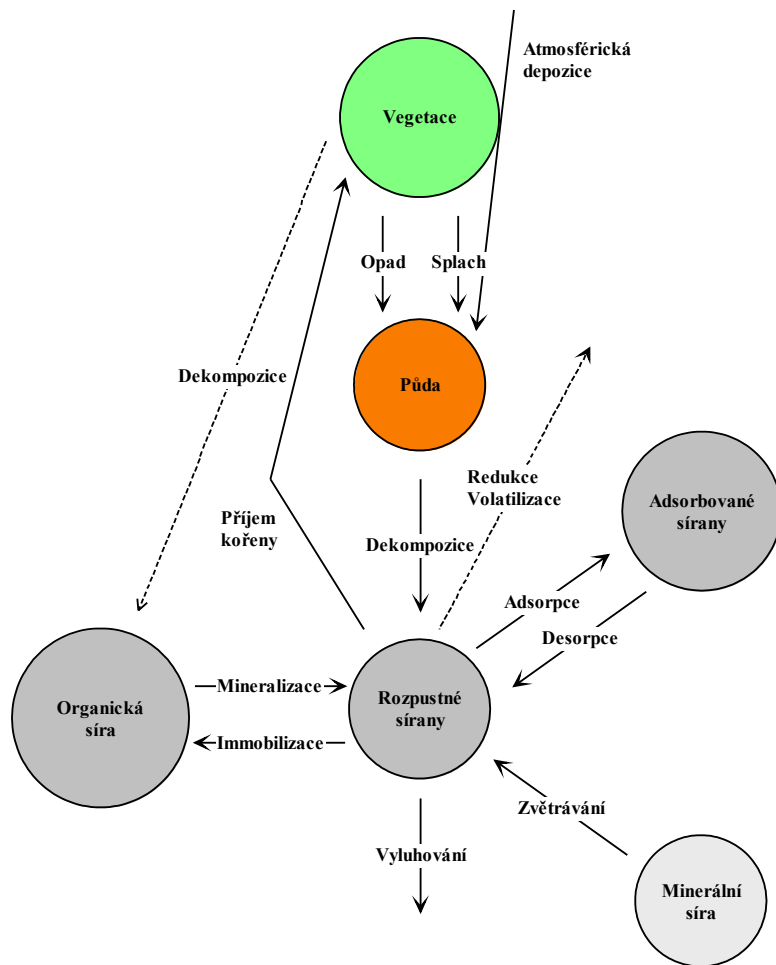 Atmosférická
depozice
Vegetace
Opad
Splach
Dekompozice
Půda
Redukce
Volatilizace
Adsorbované
sírany
Příjem
kořeny
Dekompozice
Adsorpce
Desorpce
Mineralizace
Organická
síra
Rozpustné
sírany
Immobilizace
Zvětrávání
Vyluhování
Minerální
síra